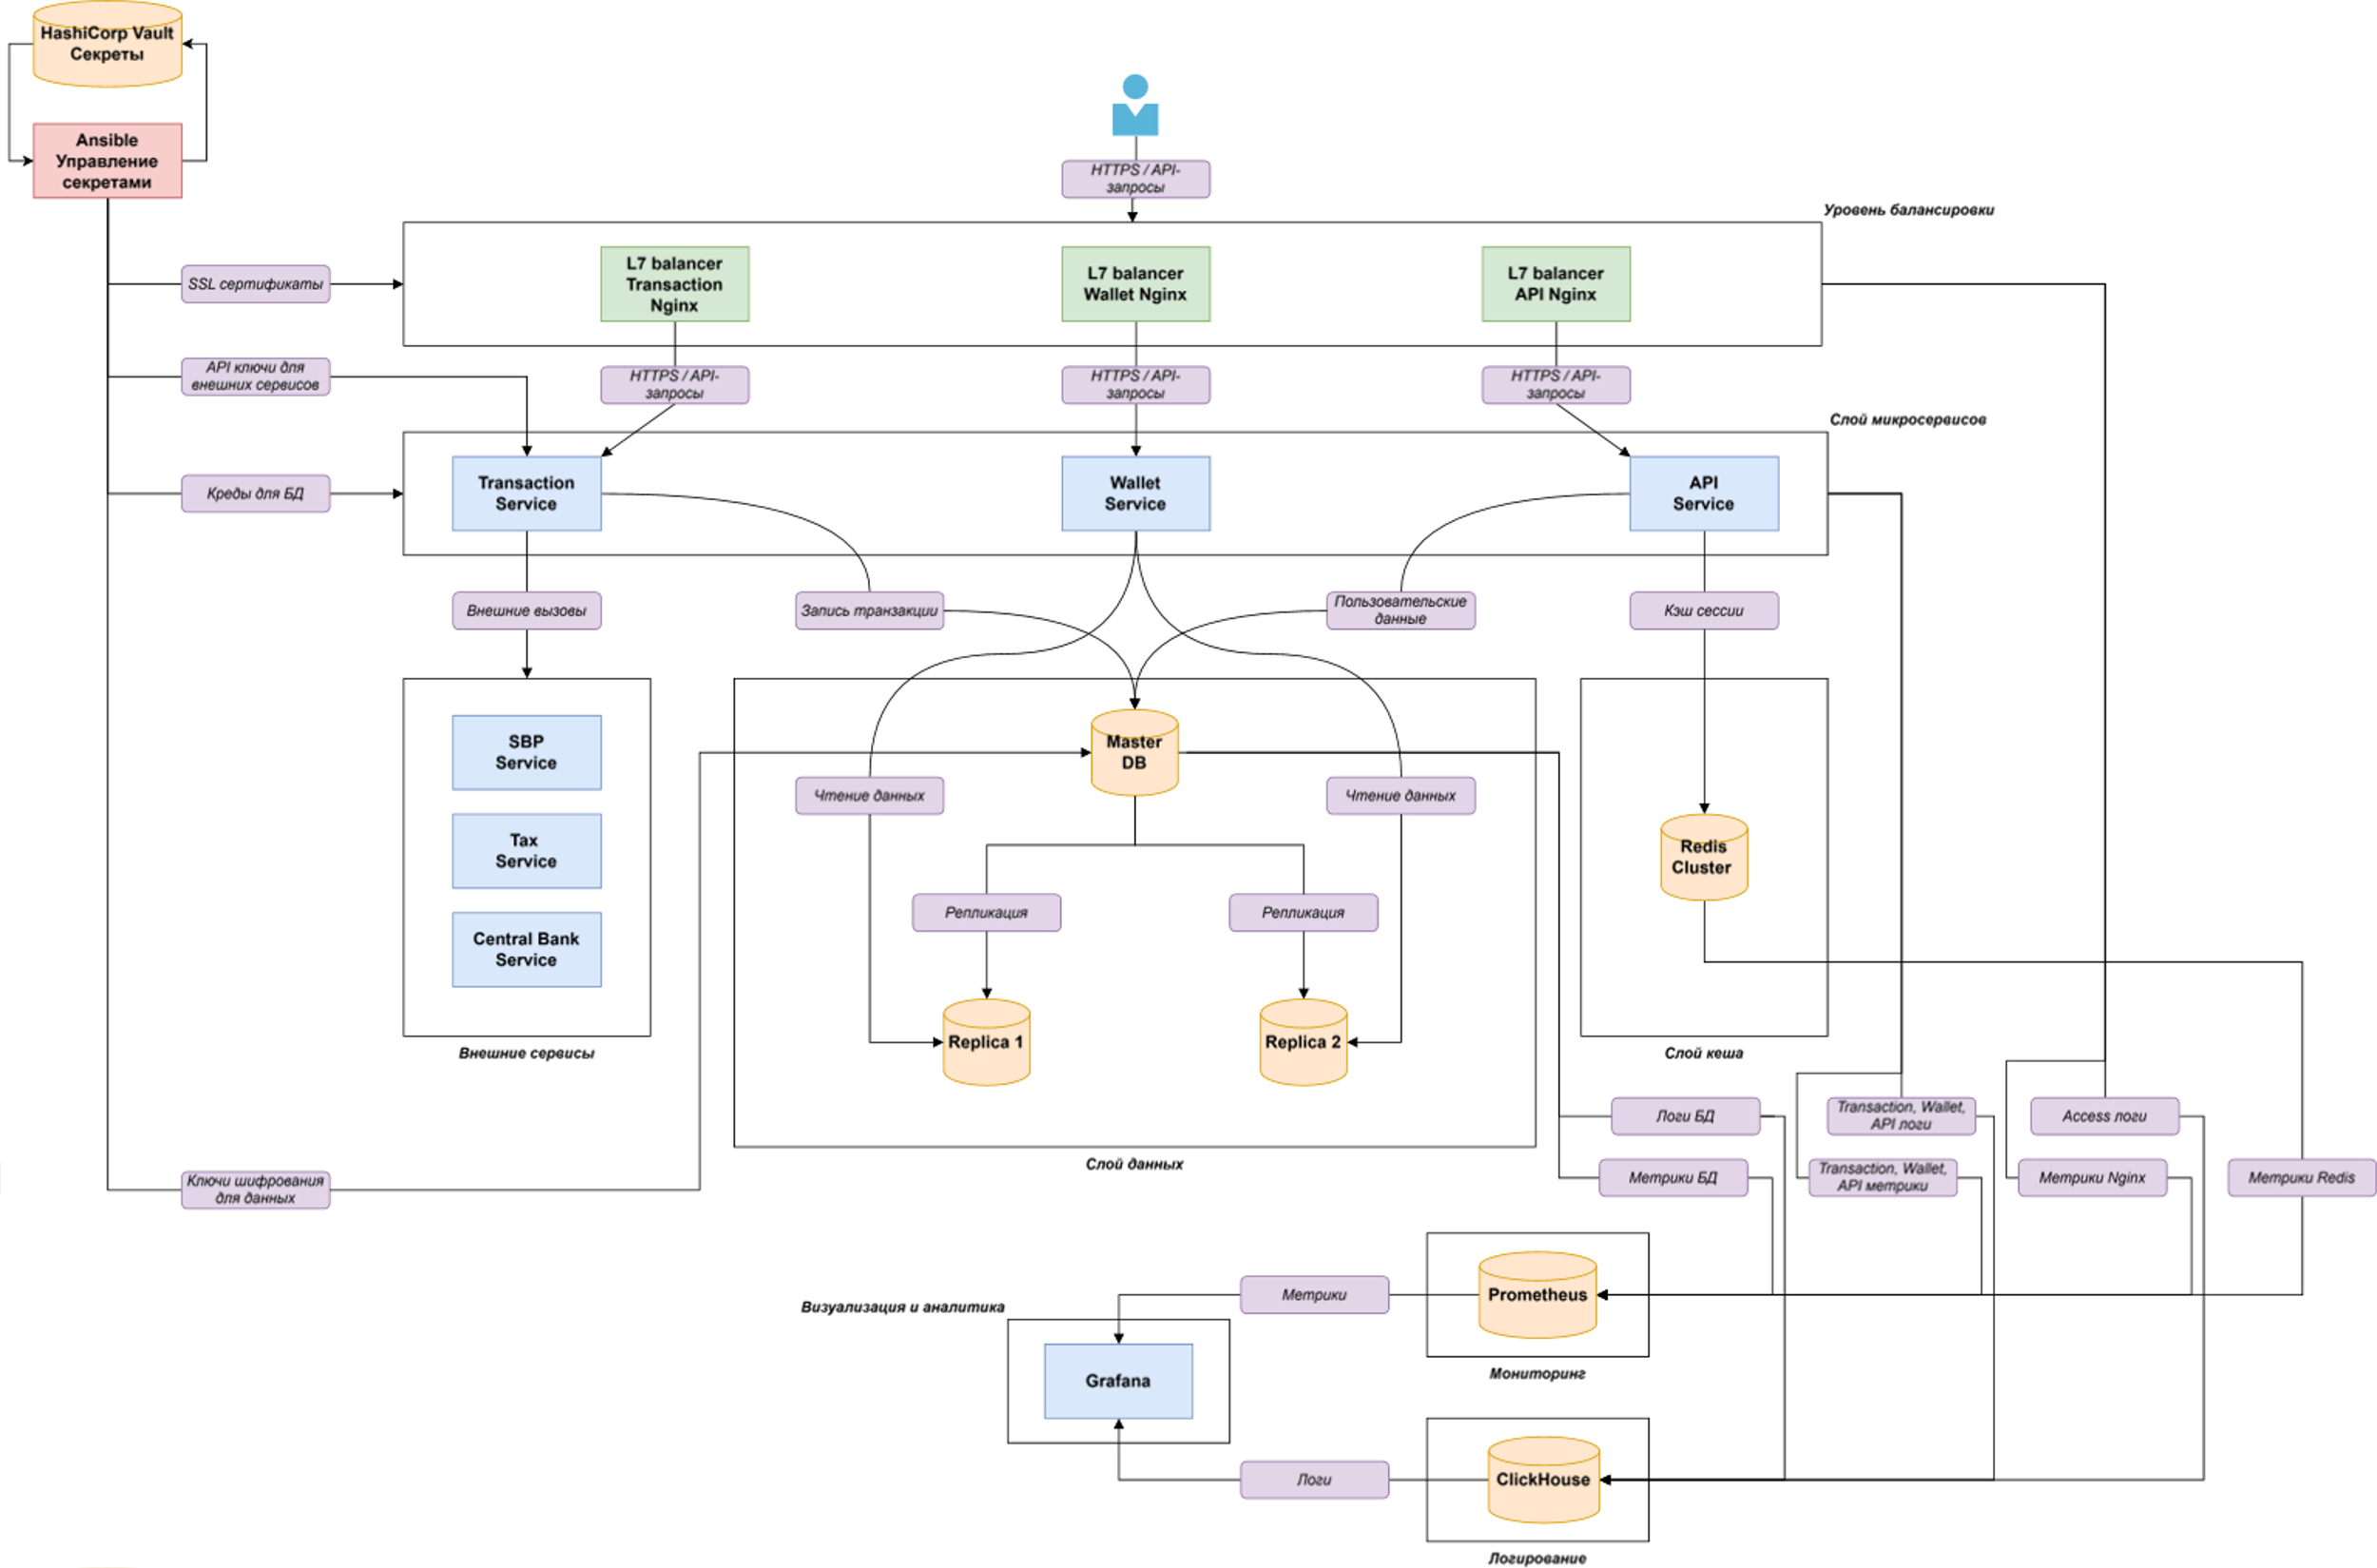 HashiCorp Vault
Секреты
Ansible
Управление
секретами
HTTPS / API-
запросы
Уровень балансировки
L7 balancer
Transaction
Nginx
L7 balancer
Wallet Nginx
L7 balancer
API Nginx
SSL сертификаты
API ключи для
внешних сервисов
HTTPS / API-
запросы
HTTPS / API-
запросы
HTTPS / API-
запросы
Слой микросервисов
Креды для БД
Transaction
Service
Wallet
Service
API
Service
Внешние вызовы
Запись транзакции
Пользовательские
данные
Кэш сессии
SBP
Service
Tax
Service
Central Bank
Service
Внешние сервисы
Master
DB
Чтение данных
Чтение данных
Репликация
Репликация
Replica 1
Replica 2
Слой данных
Redis
Cluster
Слой кеша
Логи БД
Transaction, Wallet,
API логи
Access логи
Метрики БД
Transaction, Wallet,
API метрики
Метрики Nginx
Метрики Redis
Ключи шифрования
для данных
Визуализация и аналитика
Метрики
Prometheus
Мониторинг
Grafana
Логи
ClickHouse
Логирование